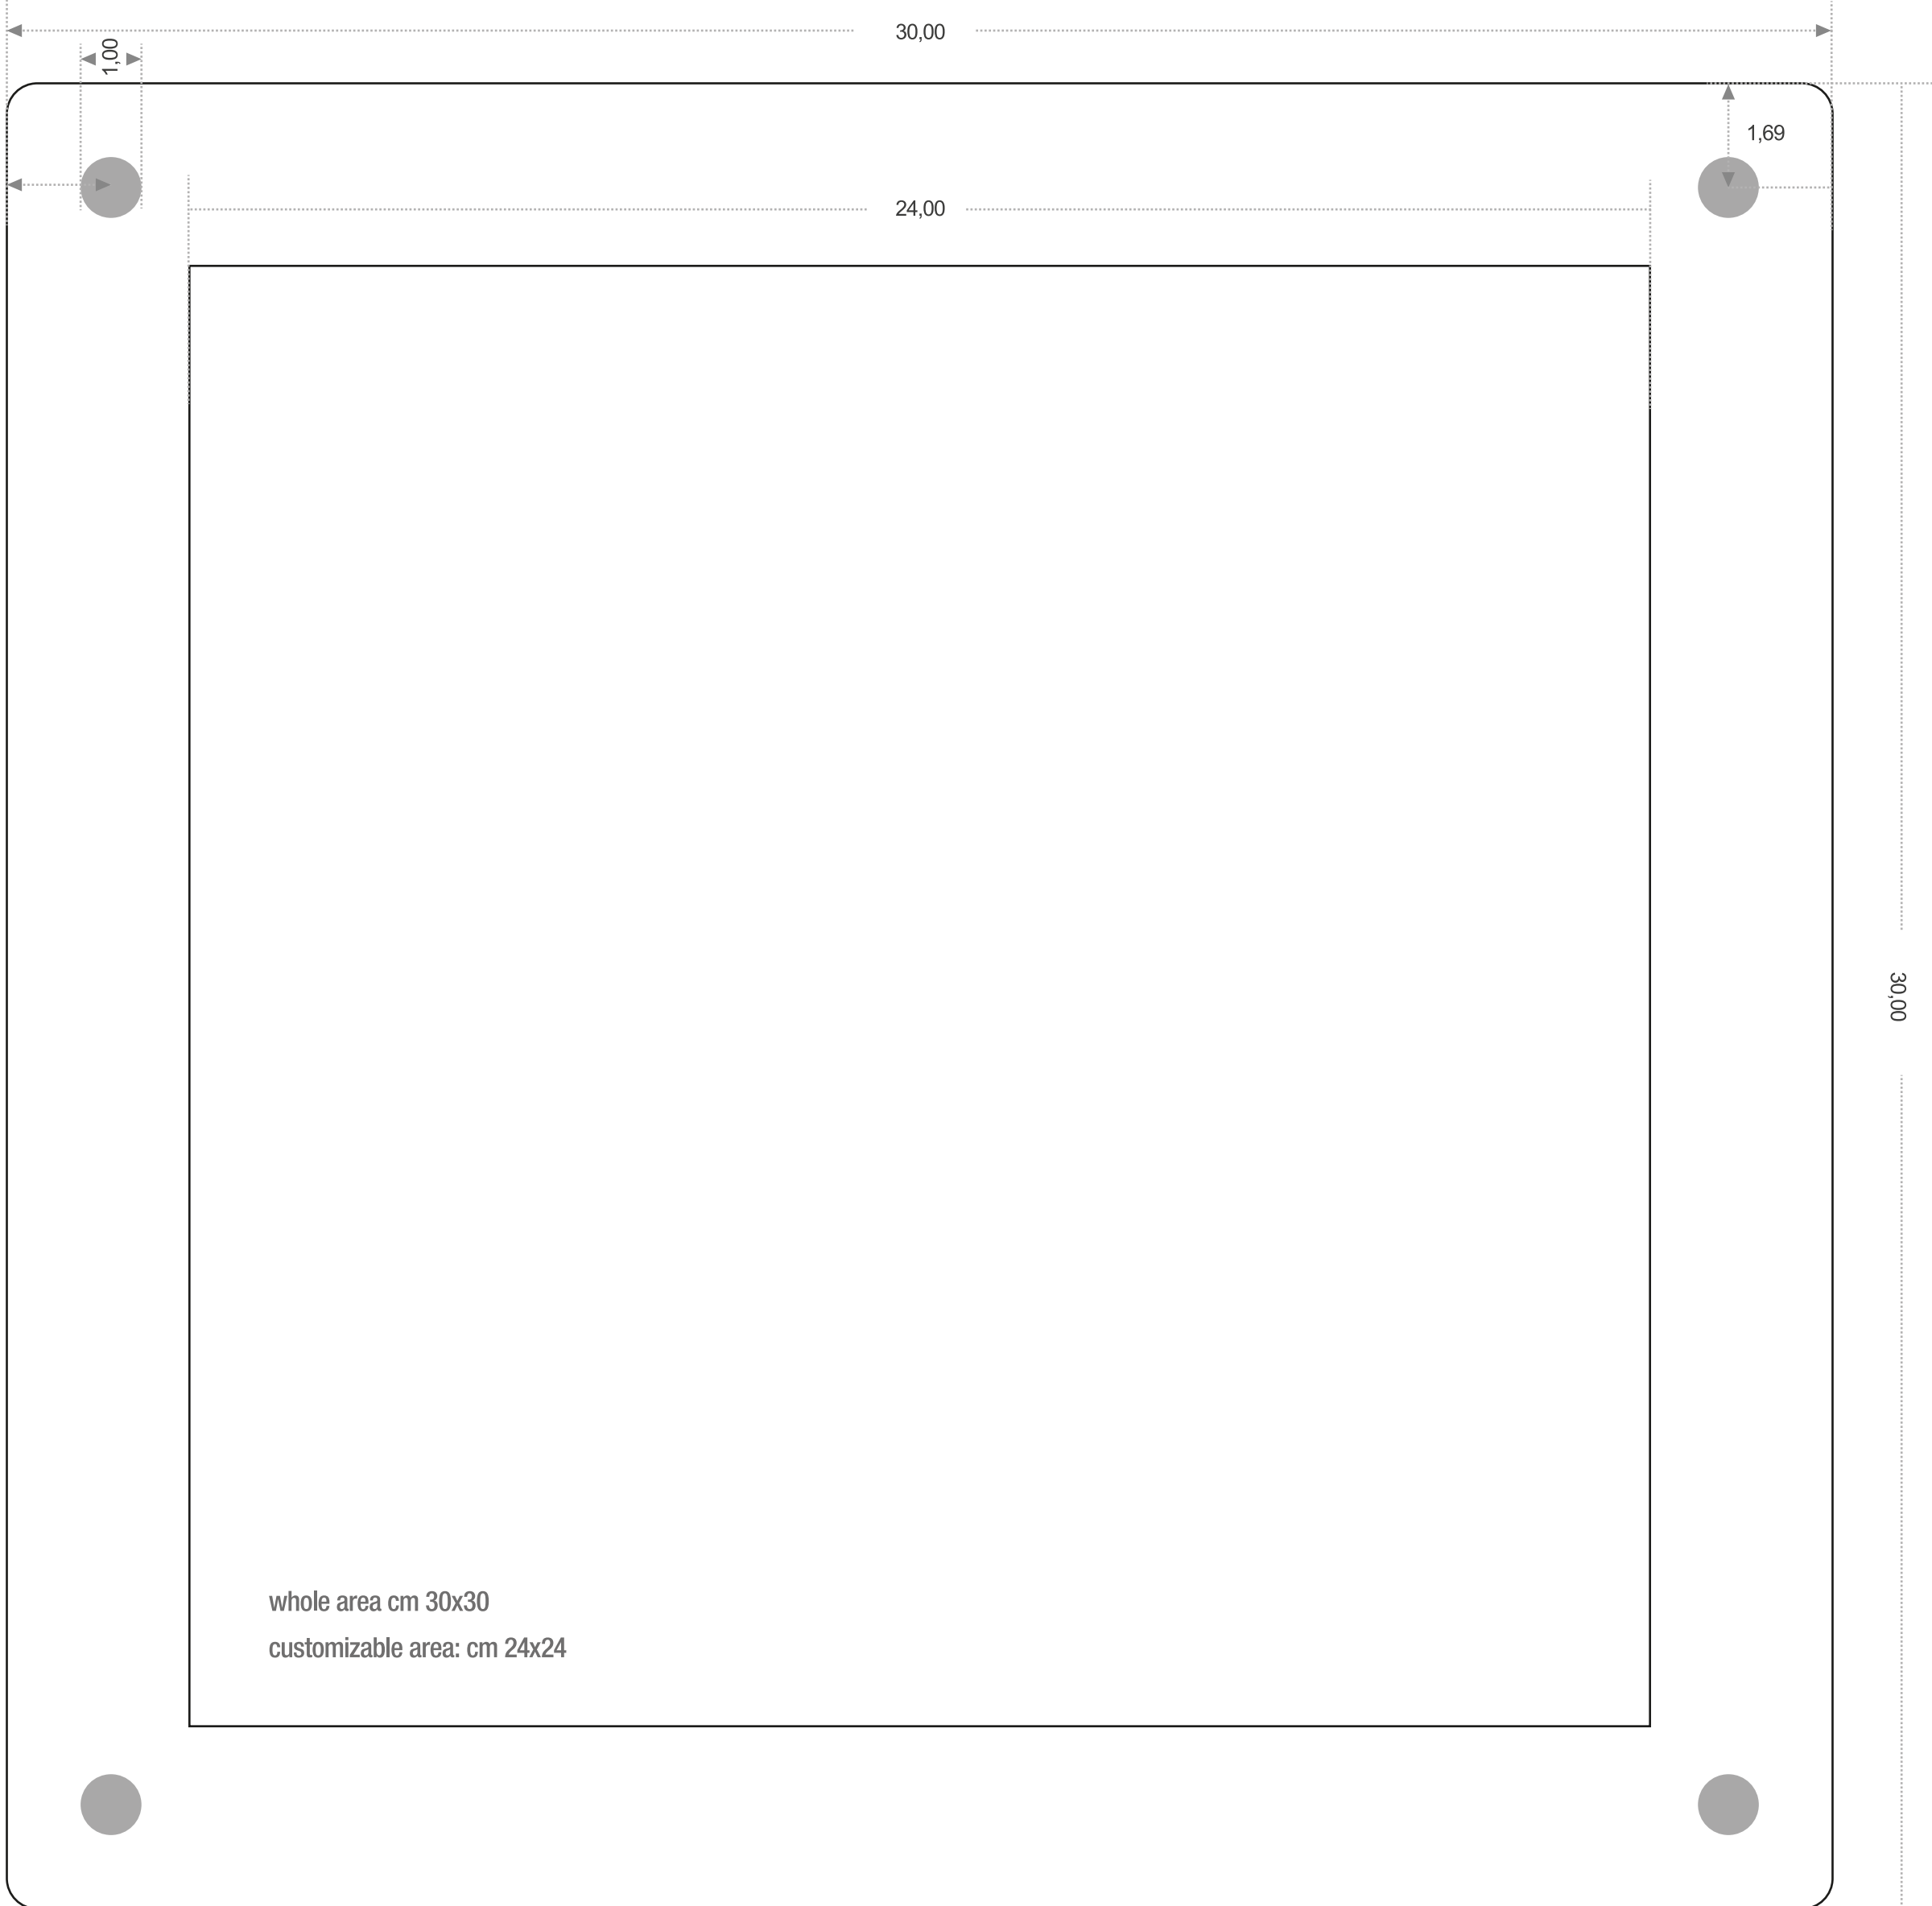 30,00
1,00
1,69
24,00
30,00
whole area cm 30x30
customizable area: cm 24x24